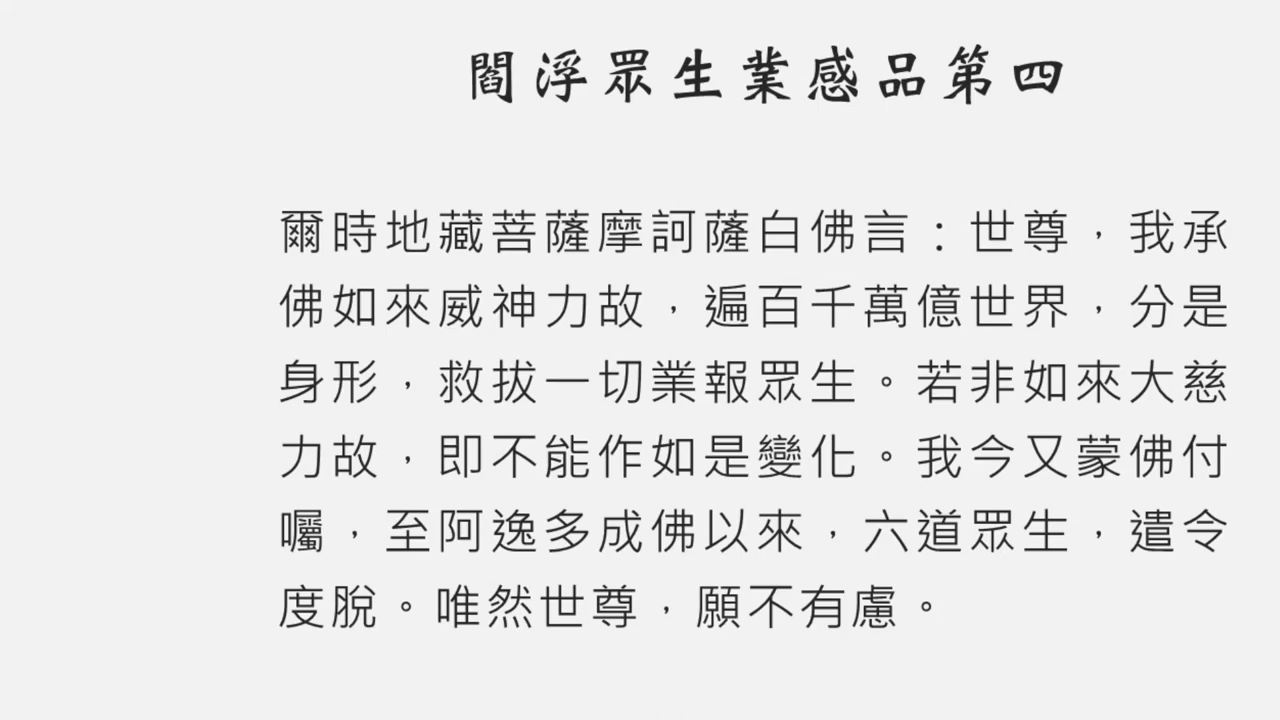 閻浮眾生業感品第四
爾時地藏菩薩摩訶薩白佛言：世尊，我承
佛如來威神力故，遍百千萬億世界，分是
身形，救拔一切業報眾生。若非如來大慈
力故，即不能作如是變化。我今又蒙佛付
囑，至阿逸多成佛以來，六道眾生，遣令
度脫。唯然世尊，願不有慮。